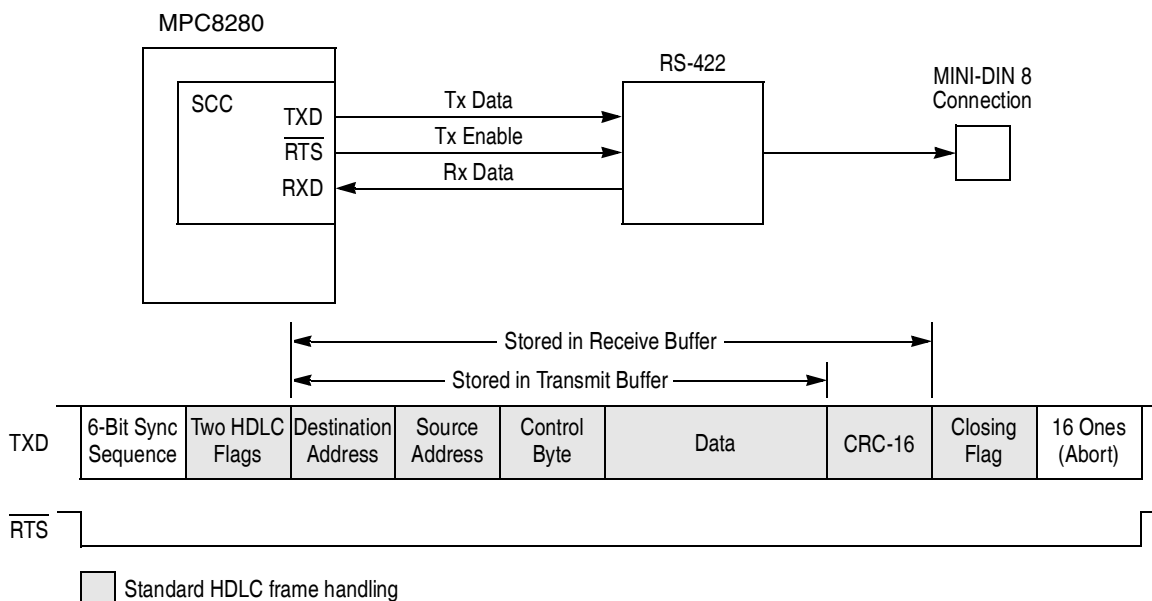 MPC8280
SCC
TXD
RTS
RXD
Tx Data
Tx Enable
Rx Data
RS-422
MINI-DIN 8
Connection
Stored in Receive Buffer
Stored in Transmit Buffer
TXD
6-Bit Sync
Sequence
Two HDLC
Flags
Destination
Address
Source
Address
Control
Byte
Data
CRC-16
Closing
Flag
16 Ones
(Abort)
RTS
Standard HDLC frame handling